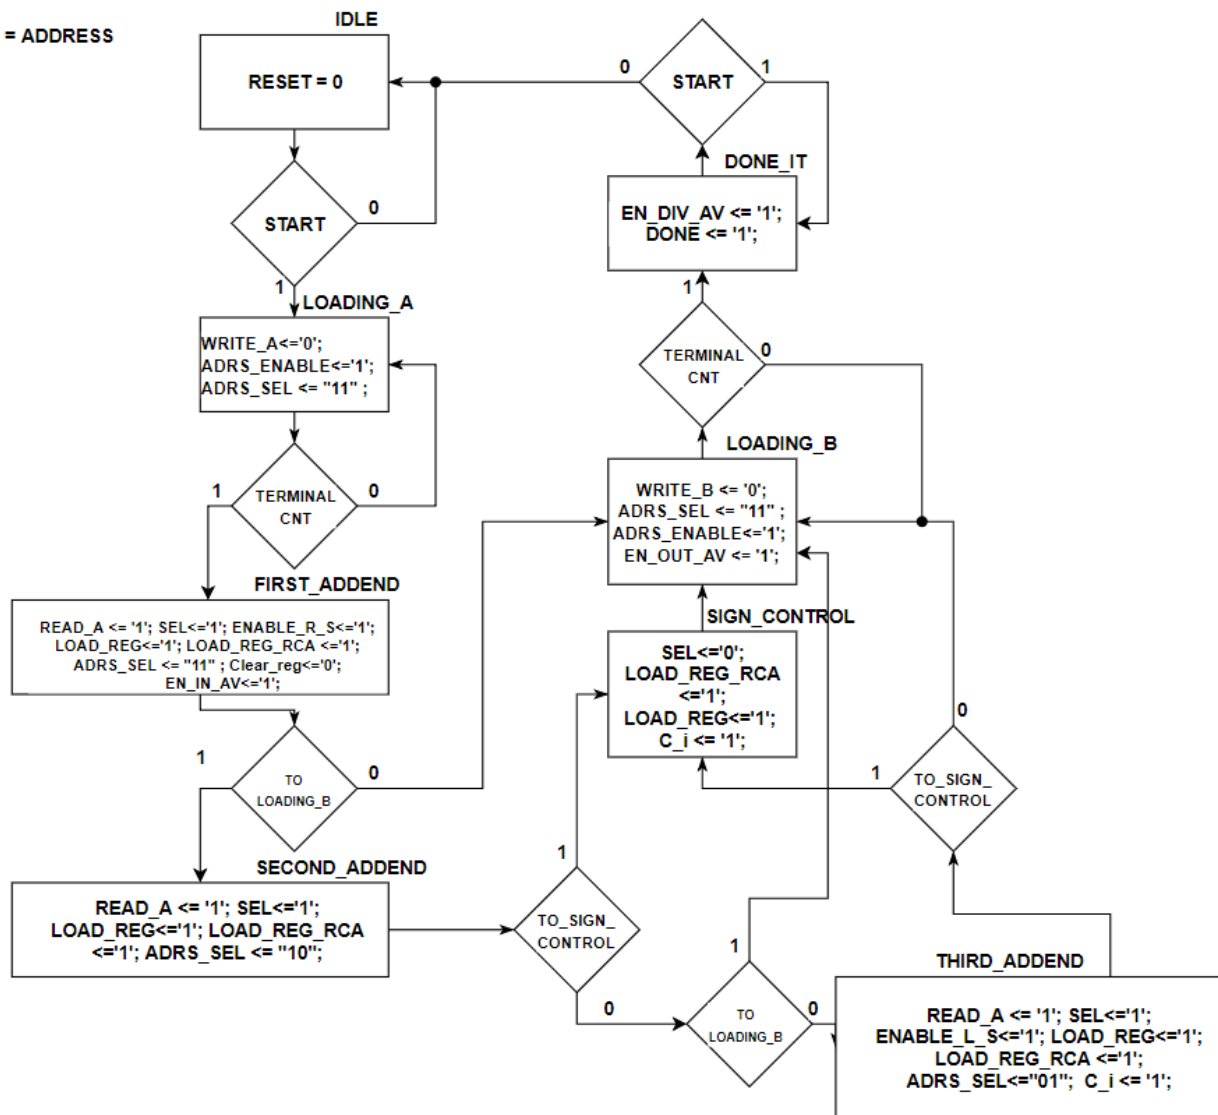 = ADDRESS
IDLE
RESET = 0
0
START
1
START
0
1
DONE_IT
EN_DIV_AV <= '1';
DONE <= '1';
LOADING_A
WRITE_A<='0';
ADRS_ENABLE<='1';
ADRS_SEL <= "11" ;
1
TERMINAL
CNT
0
TERMINAL
CNT
1
0
LOADING_B
WRITE_B <= '0';
ADRS_SEL <= "11" ;
ADRS_ENABLE<='1';
EN_OUT_AV <= '1';
FIRST_ADDEND
READ_A <= '1'; SEL<='1'; ENABLE_R_S<='1';
LOAD_REG<='1'; LOAD_REG_RCA <='1';
ADRS_SEL <= "11" ; Clear_reg<='0';
EN_IN_AV<='1';
SIGN_CONTROL
SEL<='0';
LOAD_REG_RCA
<='1';
LOAD_REG<='1';
C_i <= '1';
1
TO
LOADING_B
0
0
1
TO_SIGN_
CONTROL
SECOND_ADDEND
READ_A <= '1'; SEL<='1';
LOAD_REG<='1'; LOAD_REG_RCA
<='1'; ADRS_SEL <= "10";
1
TO_SIGN_
CONTROL
0
1
TO
LOADING_B
0
THIRD_ADDEND
READ_A <= '1'; SEL<='1';
ENABLE_L_S<='1'; LOAD_REG<='1';
LOAD_REG_RCA <='1';
ADRS_SEL<="01"; C_i <= '1';